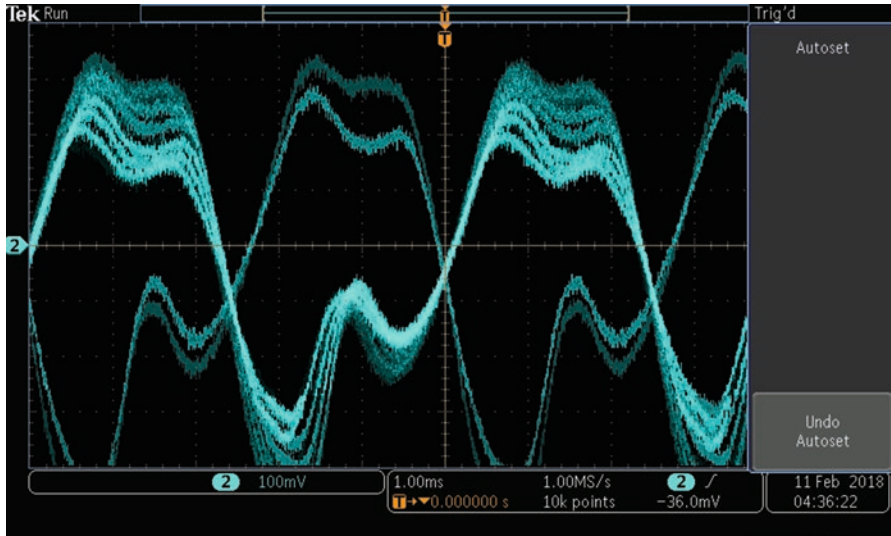 Tek Run
Trig'd
T
T
Autoset
2
Undo
Autoset
2 100mV
1.00ms 1.00MS/s 2
T→▼0.000000 s 10k points −36.0mV
11 Feb 2018
04:36:22